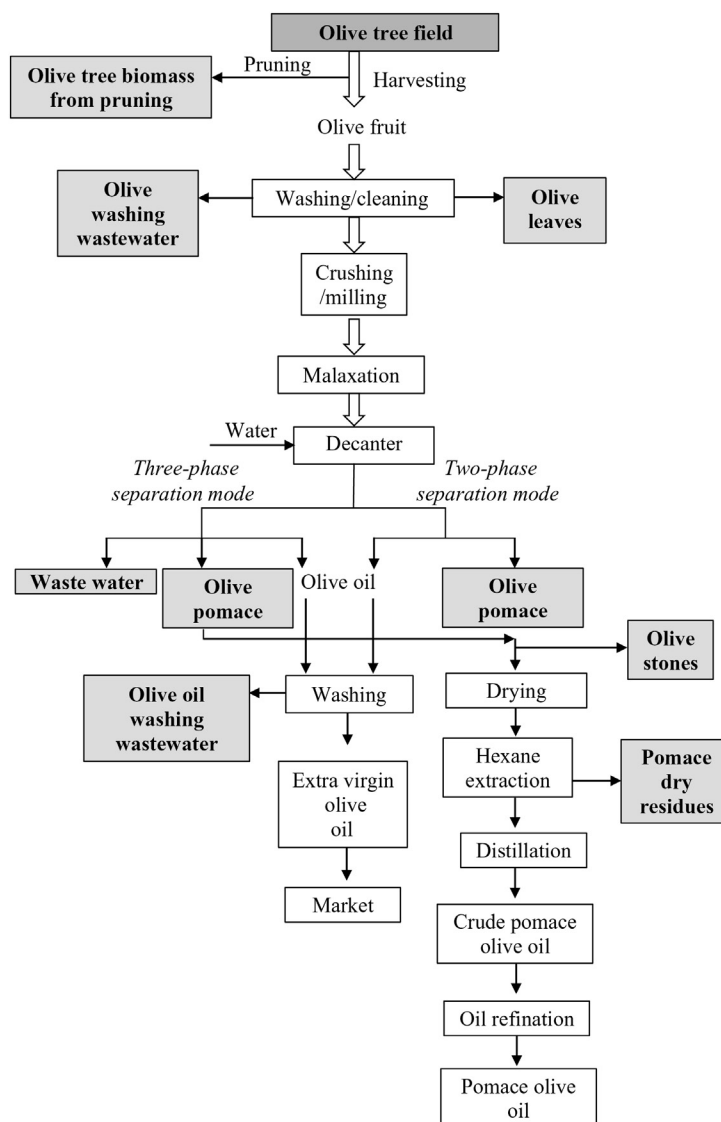 Olive tree field
Pruning
Harvesting
Olive tree biomass
from pruning
Olive fruit
Olive
washing
wastewater
Washing/cleaning
Olive
leaves
Crushing
/milling
Malaxation
Water
Decanter
Three-phase
separation mode
Two-phase
separation mode
Waste water
Olive
pomace
Olive oil
Olive
pomace
Olive
stones
Olive oil
washing
wastewater
Washing
Drying
Extra virgin
olive
oil
Hexane
extraction
Pomace
dry
residues
Distillation
Market
Crude pomace
olive oil
Oil refination
Pomace olive
oil